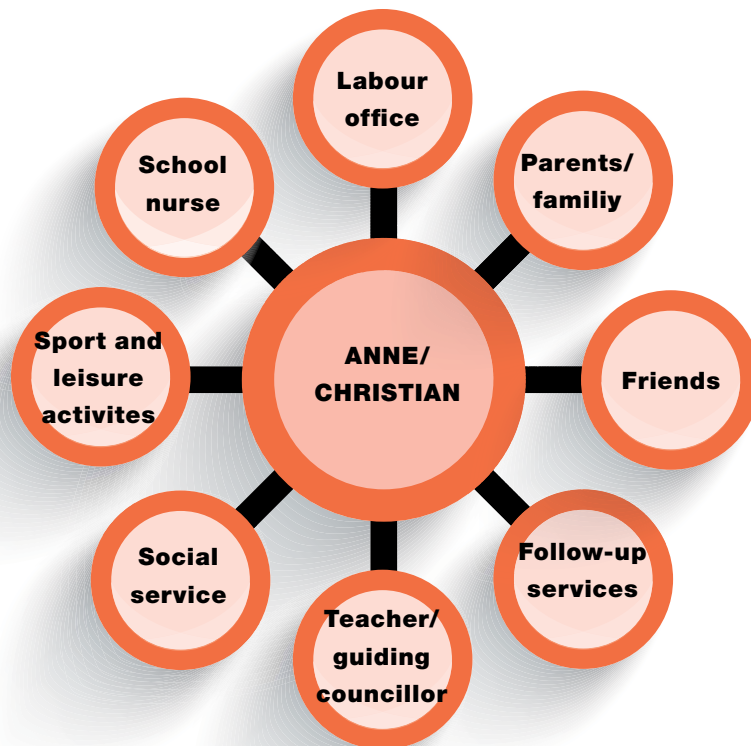 Labour
office
Parents/
familiy
Friends
Follow-up
services
Teacher/
guiding
councillor
Social
service
Sport and
leisure
activites
School
nurse
ANNE/
CHRISTIAN